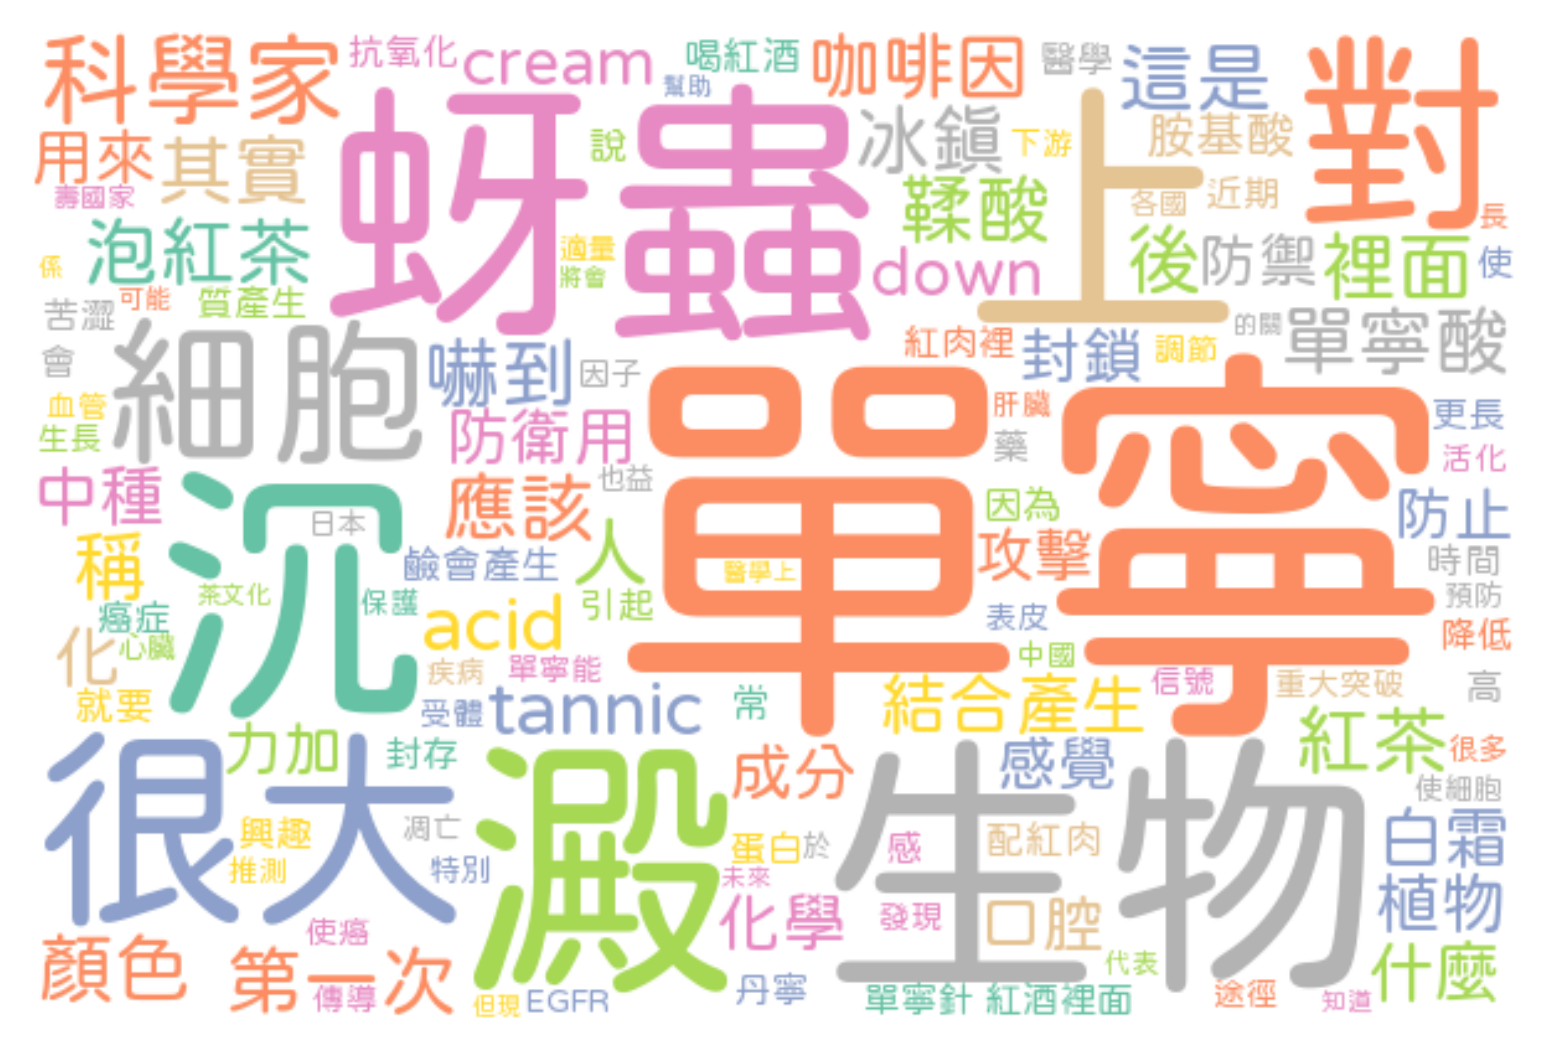 科學家
抗氧化
cream
幫助
喝紅酒
咖啡因
醫學
這是
對
用來
其實
壽國家
蚜蟲
說
冰鎮
上
下游
胺基酸
各國
近期
長
泡紅茶
係
適量
將會
鞣酸
down
後
防禦
裡面
使
可能
質產生
苦澀
會
細胞
嚇到
因子
紅肉裡
封鎖
調節
的關
單寧酸
血管
生長
防衛用
單寧
肝臟
藥
更長
活化
中種
沉
日本
應該
也益
因為
防止
稱
鹼會產生
人
醫學上
攻擊
時間
茶文化
保護
引起
預防
癌症
acid
表皮
降低
化
心臟
疾病
單寧能
中國
就要
受體
tannic
常
結合產生
信號
重大突破
高
很大
力加
封存
澱
成分
生物
感覺
紅茶
很多
使細胞
興趣
凋亡
蛋白
於
感
配紅肉
白霜
推測
特別
未來
植物
化學
發現
口腔
使癌
顏色
第一次
傳導
但現
EGFR
丹寧
單寧針
紅酒裡面
代表
途徑
知道
什麼